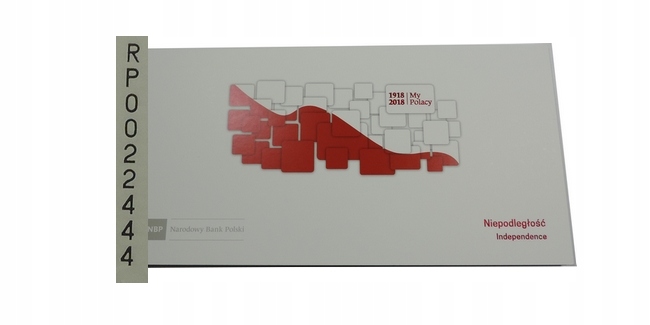 RP0022444
1918 My
2018 Polacy
NBP Narodowy Bank Polski
Niepodległość
Independence